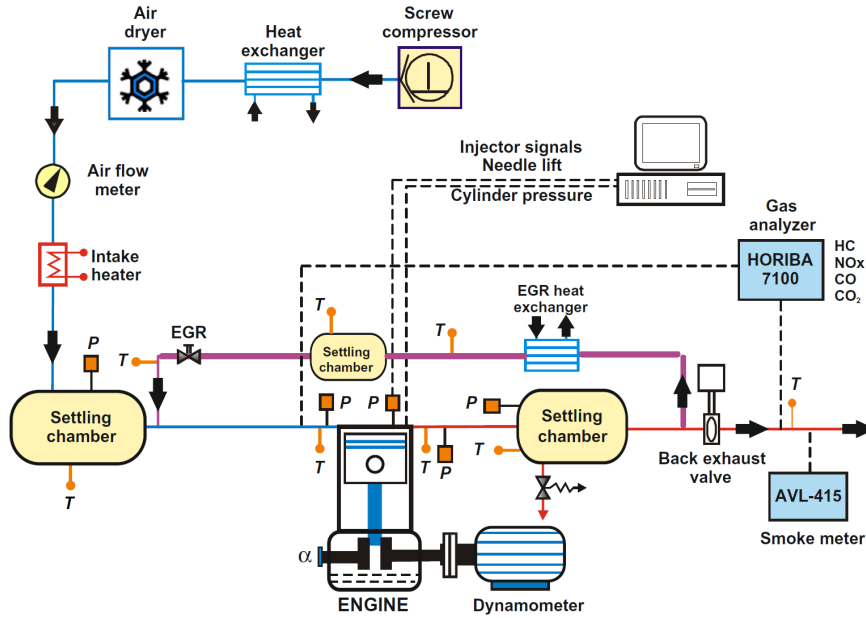 Air
dryer
Heat
exchanger
Screw
compressor
Injector signals
Needle lift
Cylinder pressure
Air flow
meter
Gas
analyzer
HORIBA
7100
HC
NOx
CO
CO₂
Intake
heater
EGR heat
exchanger
T
EGR
T
P
T
Settling
chamber
T
Settling
chamber
P
P
P
Settling
chamber
T
T
P
T
T
Back exhaust
valve
AVL-415
Smoke meter
α
ENGINE
Dynamometer